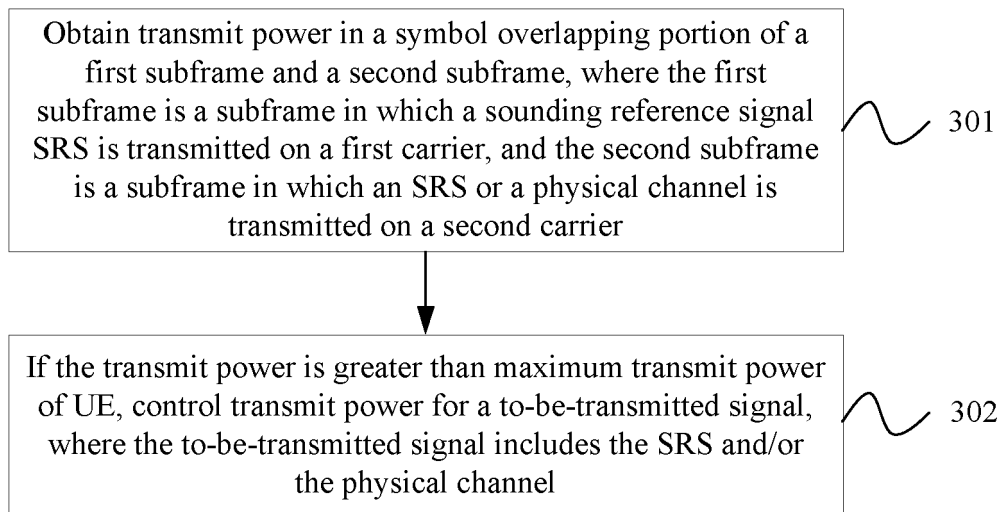 Obtain transmit power in a symbol overlapping portion of a
first subframe and a second subframe, where the first
subframe is a subframe in which a sounding reference signal
SRS is transmitted on a first carrier, and the second subframe
is a subframe in which an SRS or a physical channel is
transmitted on a second carrier
301
If the transmit power is greater than maximum transmit power
of UE, control transmit power for a to-be-transmitted signal,
where the to-be-transmitted signal includes the SRS and/or
the physical channel
302